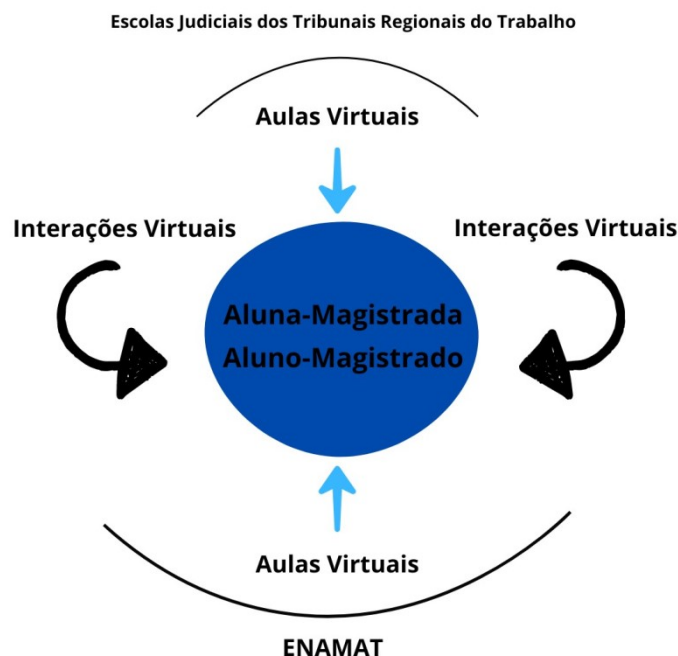 Escolas Judiciais dos Tribunais Regionais do Trabalho
Aulas Virtuais
Interações Virtuais
Interações Virtuais
Aluna-Magistrada
Aluno-Magistrado
Aulas Virtuais
ENAMAT